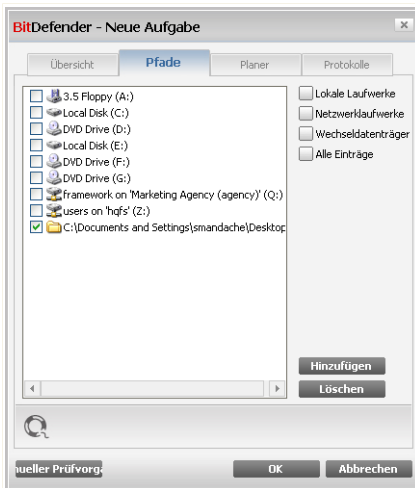 BitDefender - Neue Aufgabe
Übersicht
Pfade
Planer
Protokolle
3.5 Floppy (A:)
Local Disk (C:)
DVD Drive (D:)
Local Disk (E:)
DVD Drive (F:)
DVD Drive (G:)
framework on 'Marketing Agency (agency)' (Q:)
users on 'hqfs' (Z:)
C:\Documents and Settings\smandache\Desktop
Lokale Laufwerke
Netzwerklaufwerke
Wechseldatenträger
Alle Einträge
Hinzufügen
Löschen
nueller Prüfvorga
OK
Abbrechen